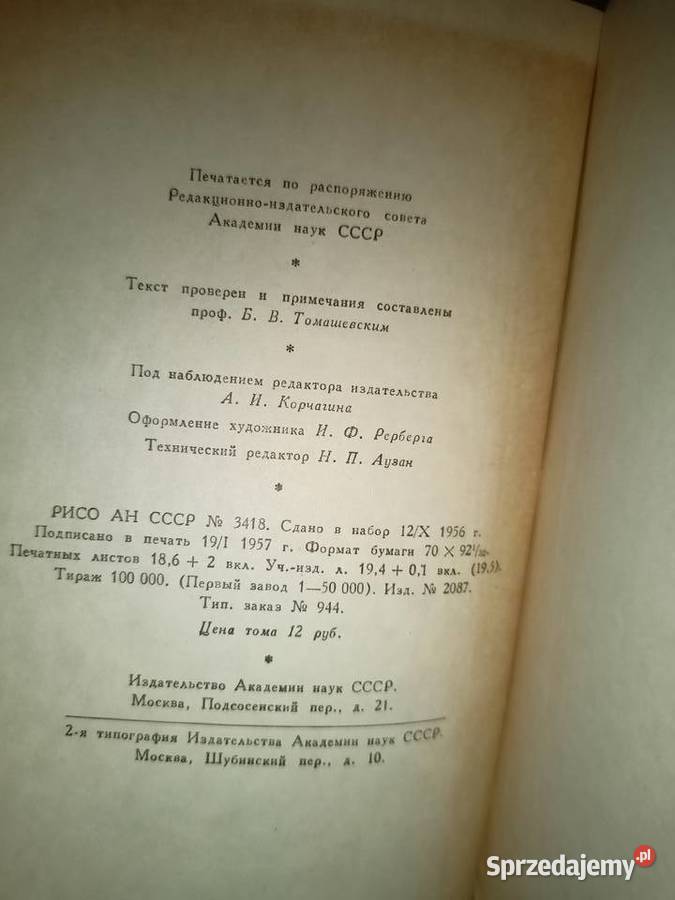 Печатается по распоряжению
Редакционно-издательского совета
Академии наук СССР
*
Текст проверен и примечания составлены
проф. Б. В. Томашевским
*
Под наблюдением редактора издательства
А. И. Корчагина
Оформление художника И. Ф. Рерберга
Технический редактор Н. П. Аузан
*
РИСО АН СССР № 3418. Сдано в набор 12/X 1956 г.
Подписано в печать 19/I 1957 г. Формат бумаги 70 × 92¹/₃₂.
Печатных листов 18,6 + 2 вкл. Уч.-изд. л. 19,4 + 0,1 вкл. (19,5).
Тираж 100 000. (Первый завод 1—50 000). Изд. № 2087.
Тип. заказ № 944.
Цена тома 12 руб.
*
Издательство Академии наук СССР.
Москва, Подсосенский пер., д. 21.
2-я типография Издательства Академии наук СССР.
Москва, Шубинский пер., д. 10.
Sprzedajemy.pl